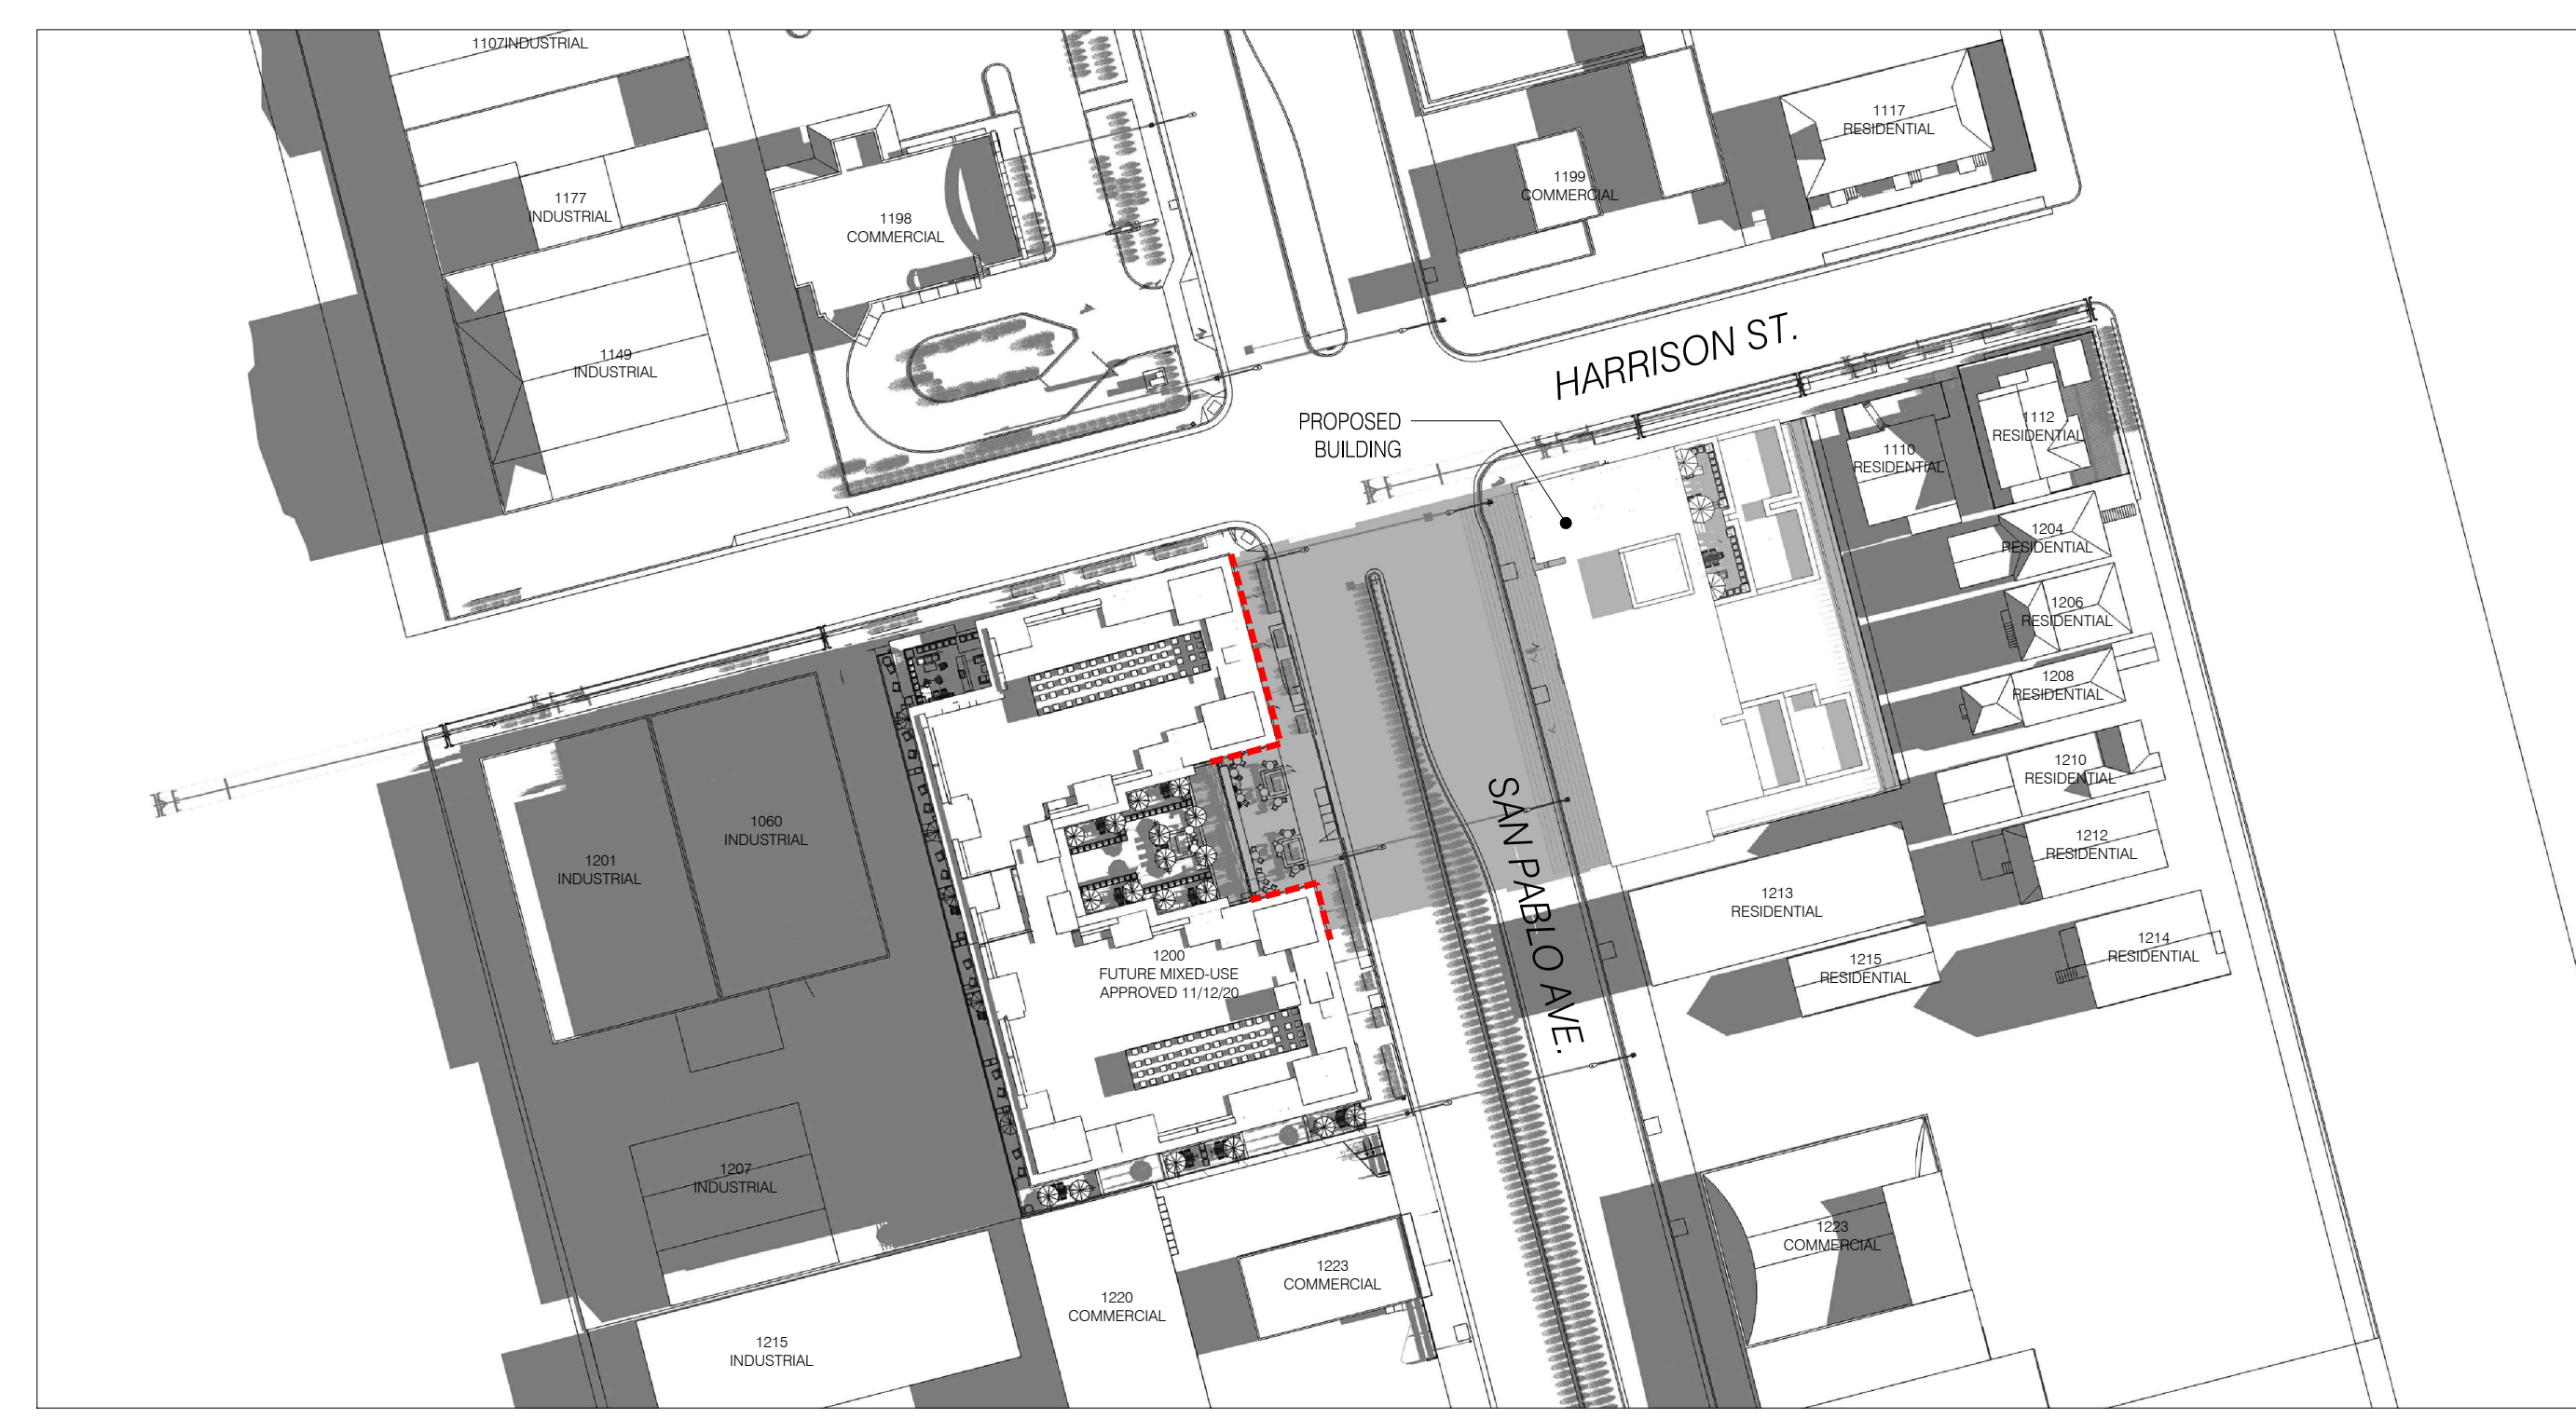 1107INDUSTRIAL
1177
INDUSTRIAL
1198
COMMERCIAL
1149
INDUSTRIAL
1117
RESIDENTIAL
1199
COMMERCIAL
HARRISON ST.
PROPOSED
BUILDING
1112
RESIDENTIAL
1110
RESIDENTIAL
1204
RESIDENTIAL
1206
RESIDENTIAL
1208
RESIDENTIAL
1210
RESIDENTIAL
1212
RESIDENTIAL
1213
RESIDENTIAL
1214
RESIDENTIAL
1215
RESIDENTIAL
SAN PABLO AVE.
1060
INDUSTRIAL
1201
INDUSTRIAL
1200
FUTURE MIXED-USE
APPROVED 11/12/20
1207
INDUSTRIAL
1223
COMMERCIAL
1223
COMMERCIAL
1220
COMMERCIAL
1215
INDUSTRIAL